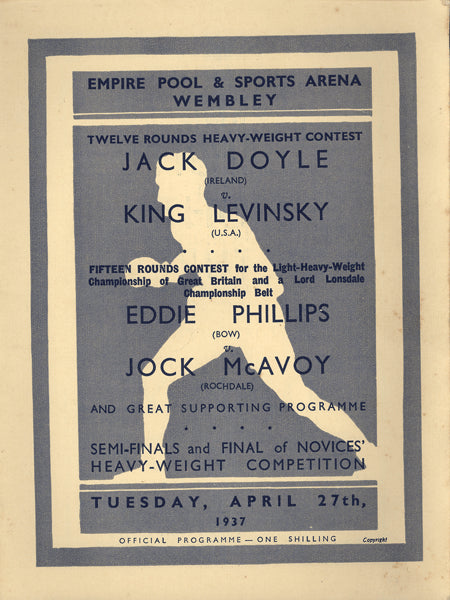 EMPIRE POOL & SPORTS ARENA
WEMBLEY
TWELVE ROUNDS HEAVY-WEIGHT CONTEST
JACK DOYLE
(IRELAND)
v.
KING LEVINSKY
(U.S.A.)
FIFTEEN ROUNDS CONTEST for the Light-Heavy-Weight
Championship of Great Britain and a Lord Lonsdale
Championship Belt
EDDIE PHILLIPS
(BOW)
v.
JOCK McAVOY
(ROCHDALE)
AND GREAT SUPPORTING PROGRAMME
SEMI-FINALS and FINAL of NOVICES'
HEAVY-WEIGHT COMPETITION
TUESDAY, APRIL 27th,
1937
OFFICIAL PROGRAMME — ONE SHILLING Copyright